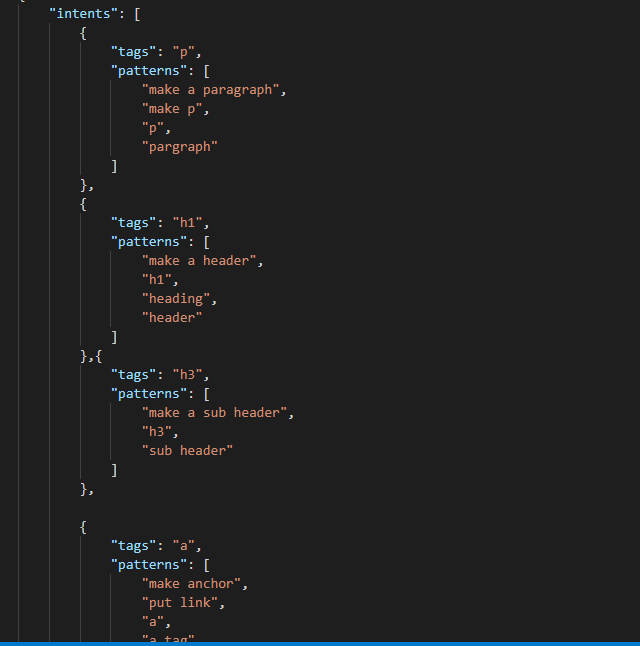 "intents": [
{
"tags": "p",
"patterns": [
"make a paragraph",
"make p",
"p",
"pargraph"
]
},
{
"tags": "h1",
"patterns": [
"make a header",
"h1",
"heading",
"header"
]
},{
"tags": "h3",
"patterns": [
"make a sub header",
"h3",
"sub header"
]
},
{
"tags": "a",
"patterns": [
"make anchor",
"put link",
"a",
"a tag"